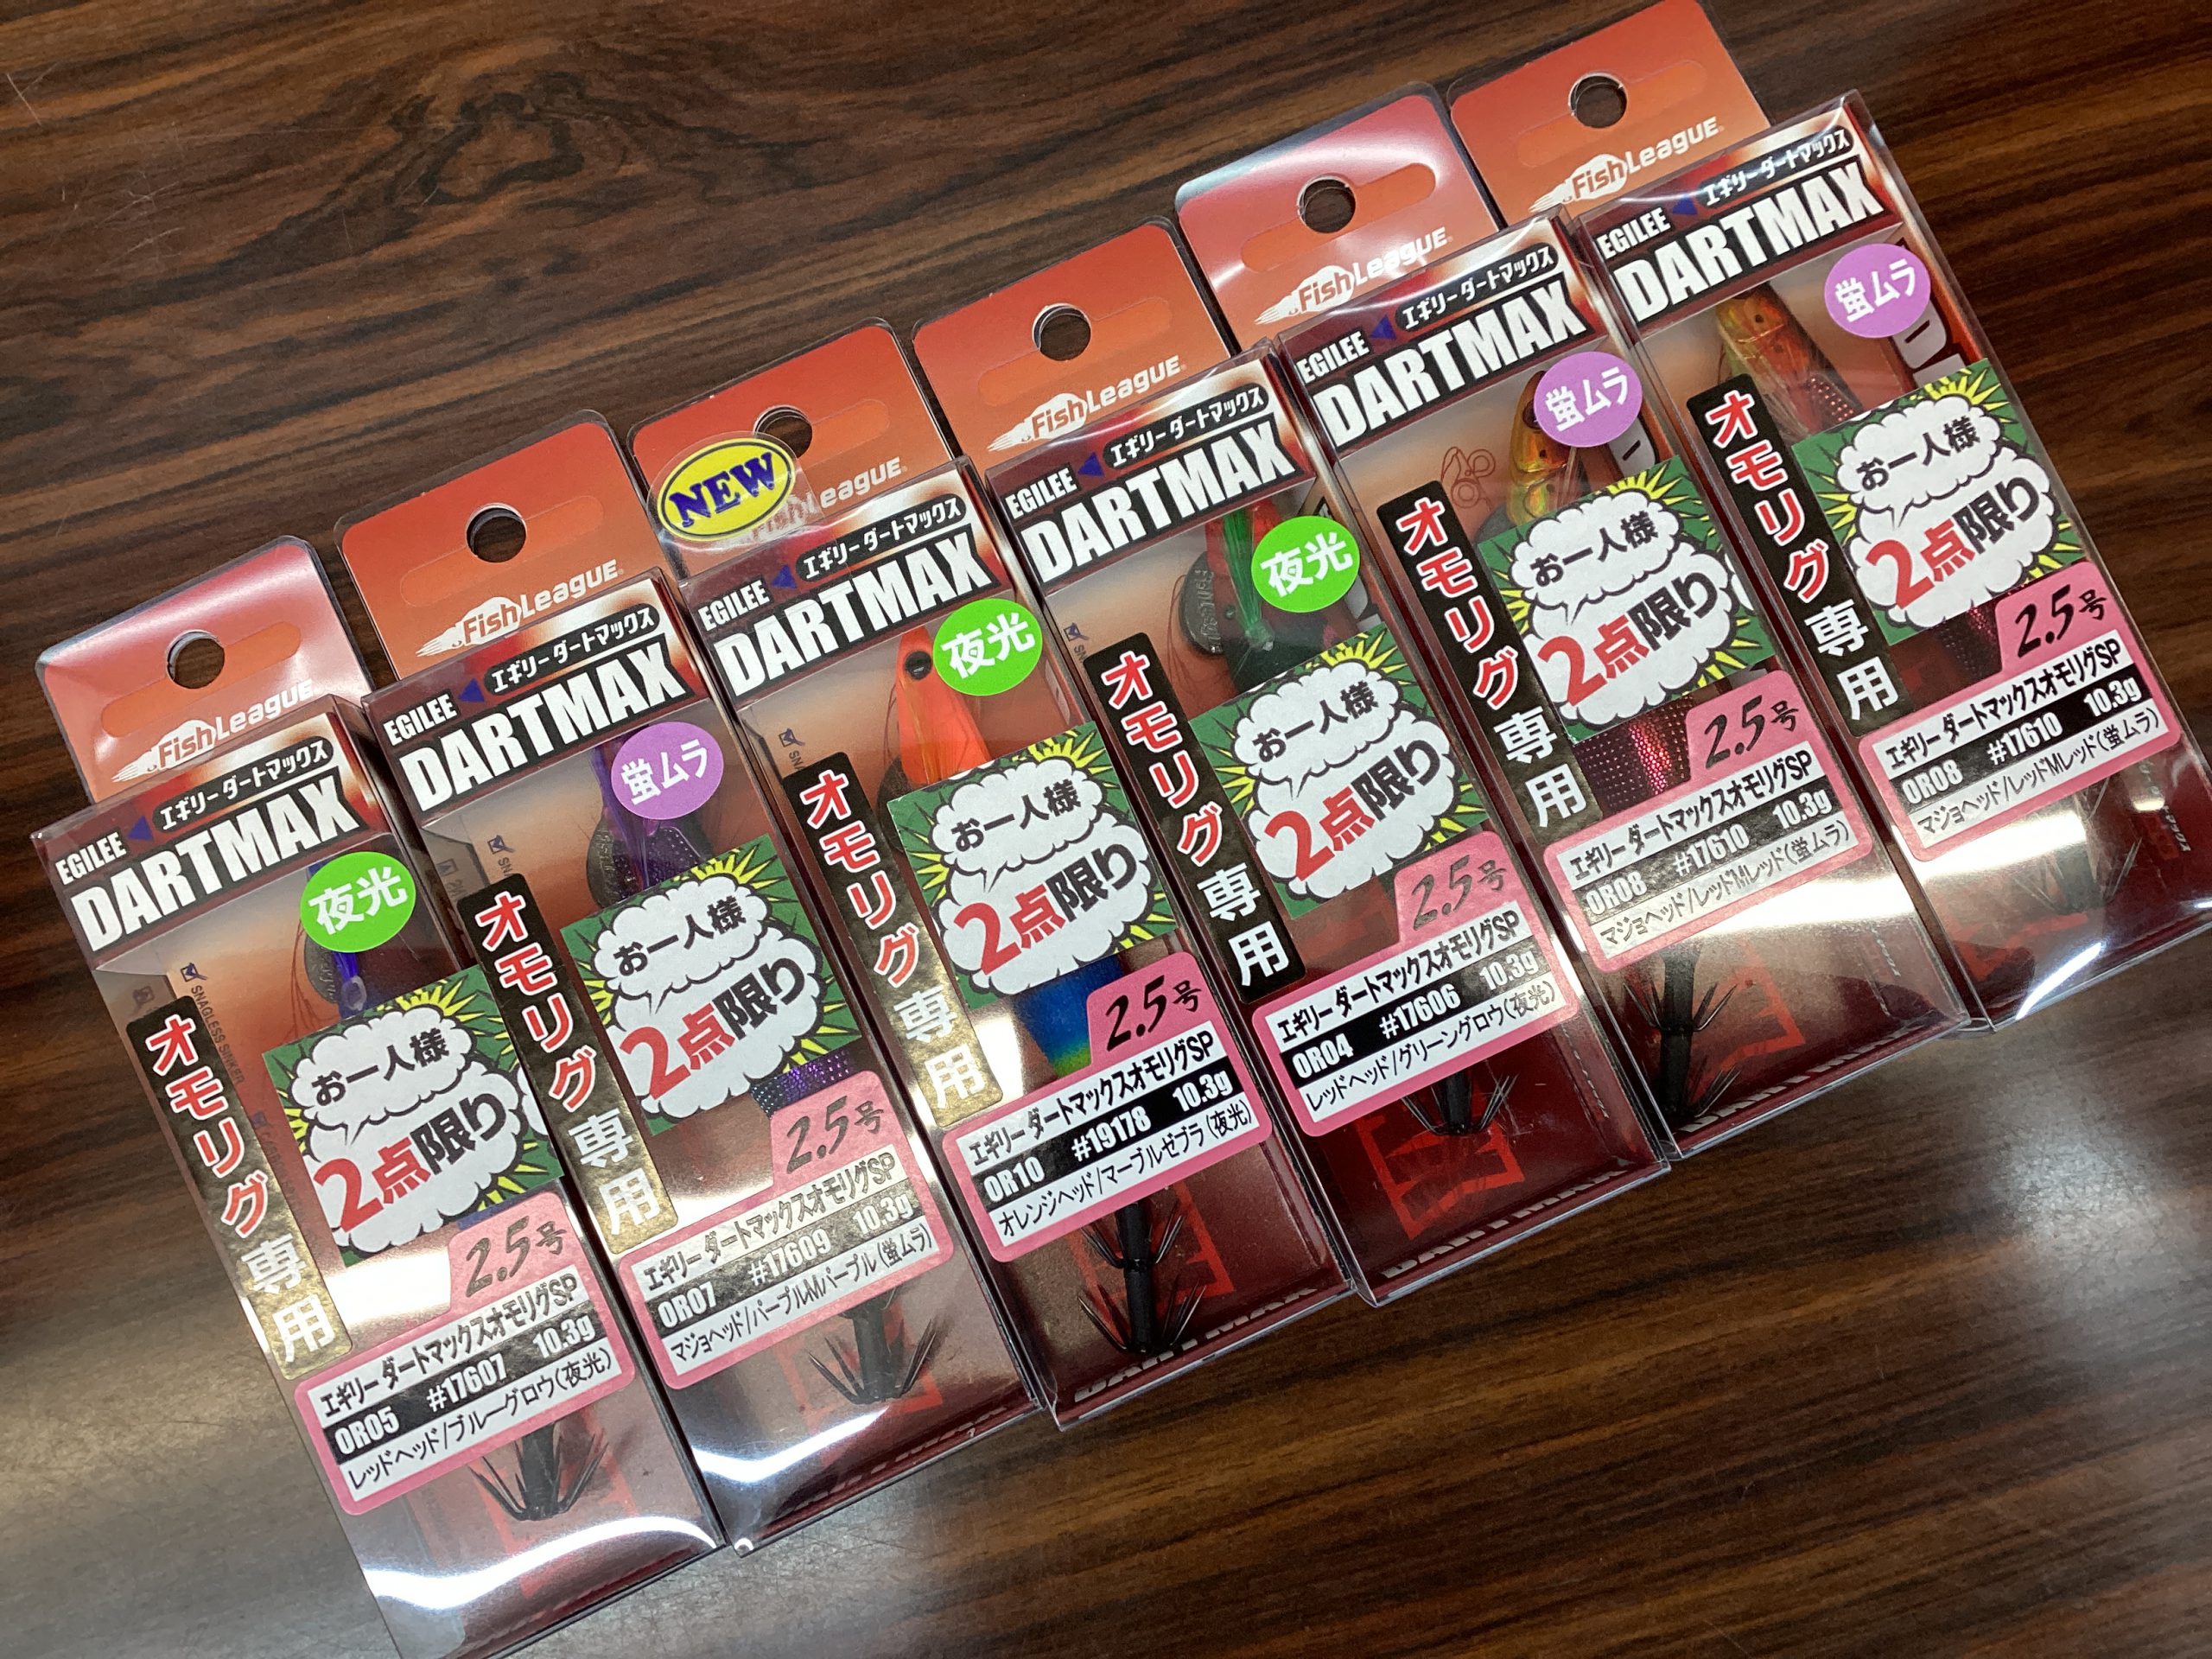 FishLeague
EGILEE
エギリーダートマックス
DARTMAX
夜光
SNAGLESS SINKER
オモリグ専用
お一人様
2点限り
2.5号
エギリーダートマックスオモリグSP
OR05 #17607 10.3g
レッドヘッド/ブルーグロウ(夜光)
FishLeague
EGILEE
エギリーダートマックス
DARTMAX
蛍ムラ
オモリグ専用
お一人様
2点限り
2.5号
エギリーダートマックスオモリグSP
OR07 #17609 10.3g
マジョヘッド/パープルMパープル(蛍ムラ)
NEW
FishLeague
EGILEE
エギリーダートマックス
DARTMAX
夜光
オモリグ専用
お一人様
2点限り
2.5号
エギリーダートマックスオモリグSP
OR10 #19178 10.3g
オレンジヘッド/マーブルゼブラ(夜光)
DART MAX
FishLeague
EGILEE
エギリーダートマックス
DARTMAX
夜光
オモリグ専用
お一人様
2点限り
2.5号
エギリーダートマックスオモリグSP
OR04 #17606 10.3g
レッドヘッド/グリーングロウ(夜光)
DART MAX
FishLeague
EGILEE
エギリーダートマックス
DARTMAX
蛍ムラ
オモリグ専用
お一人様
2点限り
2.5号
エギリーダートマックスオモリグSP
OR08 #17610 10.3g
マジョヘッド/レッドMレッド(蛍ムラ)
FishLeague
EGILEE
エギリーダートマックス
DARTMAX
蛍ムラ
オモリグ専用
お一人様
2点限り
2.5号
エギリーダートマックスオモリグSP
OR08 #17610 10.3g
マジョヘッド/レッドMレッド(蛍ムラ)